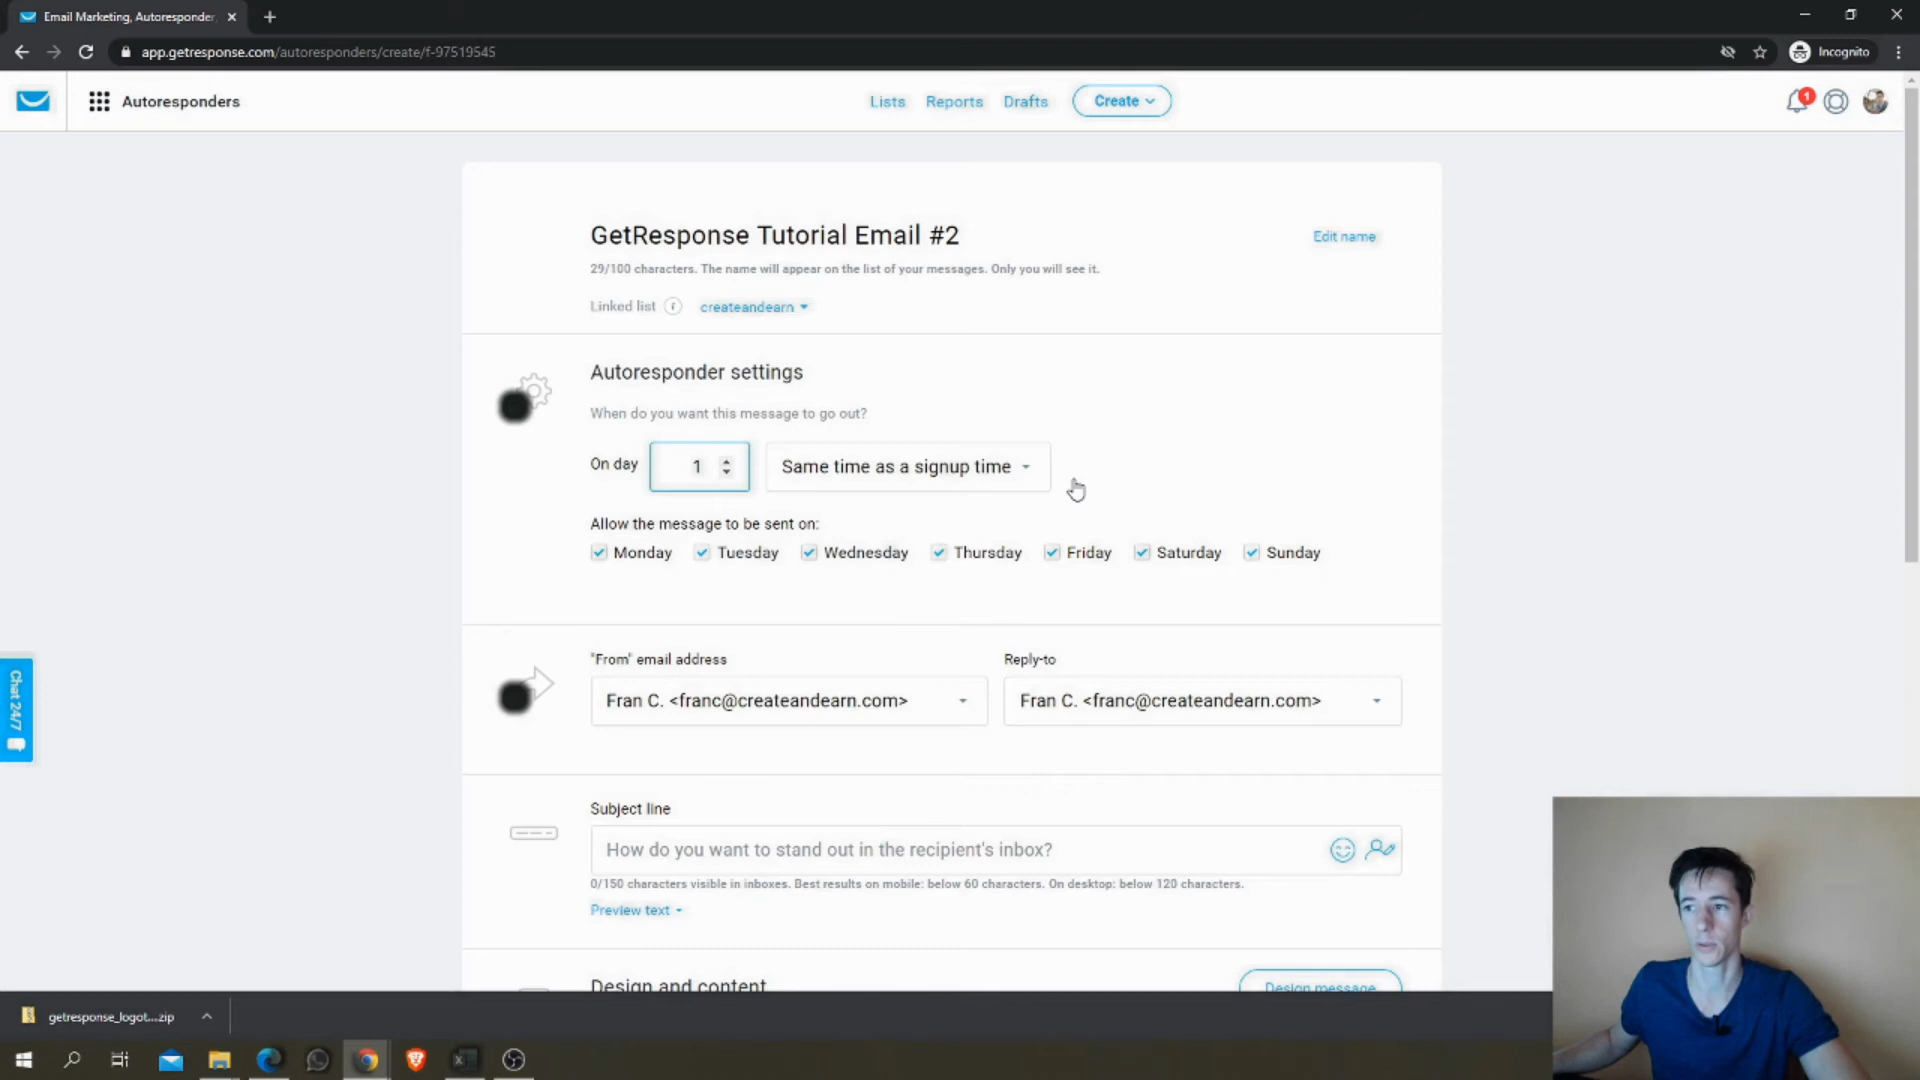 Email Marketing, Autoresponder
app.getresponse.com/autoresponders/create/f-97519545
Incognito
Autoresponders
Lists
Reports
Drafts
Create
1
GetResponse Tutorial Email #2
Edit name
29/100 characters. The name will appear on the list of your messages. Only you will see it.
Linked list i createandearn
Autoresponder settings
When do you want this message to go out?
On day 1 Same time as a signup time
Allow the message to be sent on:
Monday Tuesday Wednesday Thursday Friday Saturday Sunday
"From" email address
Reply-to
Fran C. <franc@createandearn.com>
Fran C. <franc@createandearn.com>
Chat 24/7
Subject line
How do you want to stand out in the recipient's inbox?
0/150 characters visible in inboxes. Best results on mobile: below 60 characters. On desktop: below 120 characters.
Preview text
Design and content
Design message
getresponse_logot....zip